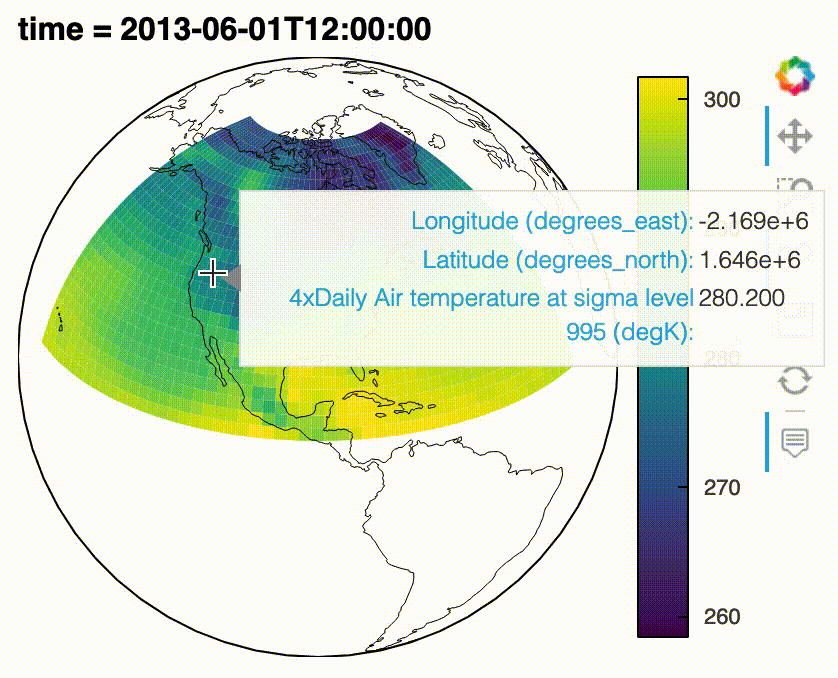 time = 2013-06-01T12:00:00
300
Longitude (degrees_east): -2.169e+6
Latitude (degrees_north): 1.646e+6
4xDaily Air temperature at sigma level 280.200
995 (degK):
280
270
260